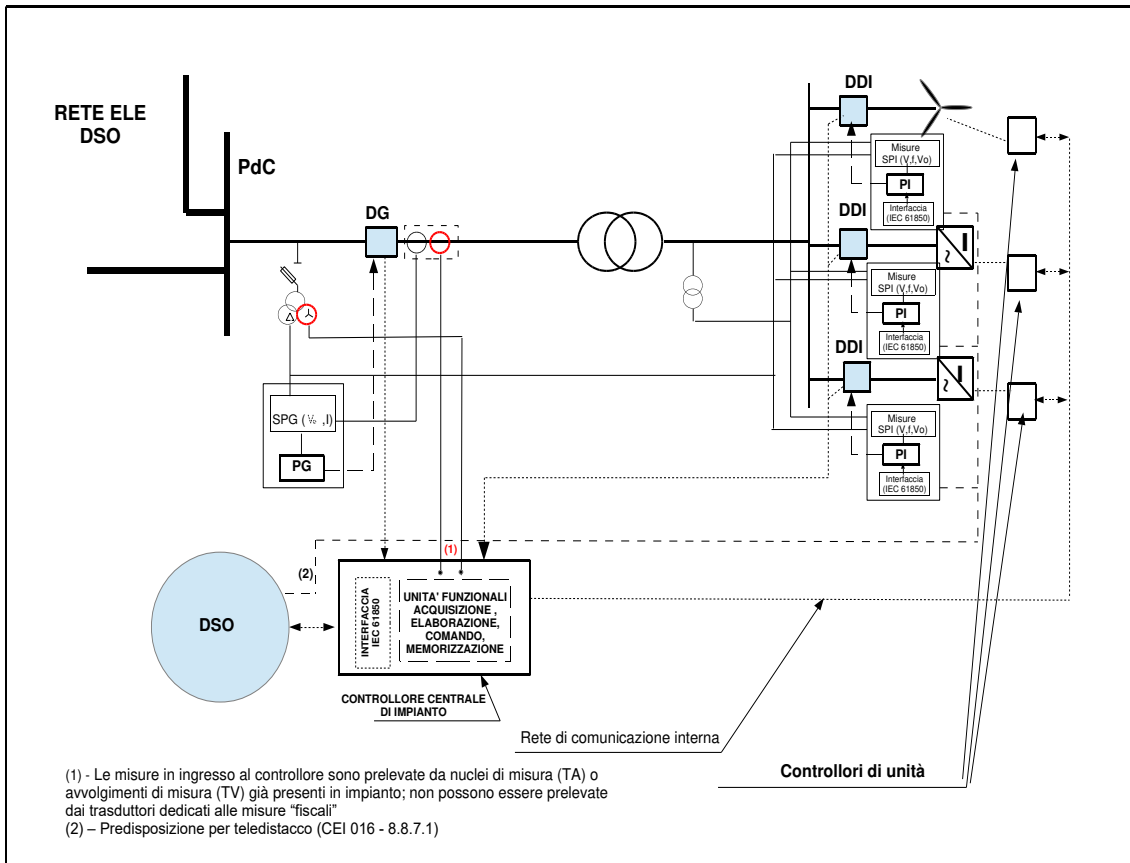 RETE ELE
DSO
PdC
DG
DDI
Misure
SPI (V,f,Vo)
PI
Interfaccia
(IEC 61850)
DDI
Misure
SPI (V,f,Vo)
PI
Interfaccia
(IEC 61850)
DDI
Misure
SPI (V,f,Vo)
PI
Interfaccia
(IEC 61850)
~
~
Δ
SPG ( ,I)
PG
(1)
(2)
DSO
INTERFACCIA
IEC 61850
UNITA' FUNZIONALI
ACQUISIZIONE ,
ELABORAZIONE,
COMANDO,
MEMORIZZAZIONE
CONTROLLORE CENTRALE
DI IMPIANTO
Rete di comunicazione interna
Controllori di unità
(1) - Le misure in ingresso al controllore sono prelevate da nuclei di misura (TA) o
avvolgimenti di misura (TV) già presenti in impianto; non possono essere prelevate
dai trasduttori dedicati alle misure “fiscali”
(2) – Predisposizione per teledistacco (CEI 016 - 8.8.7.1)